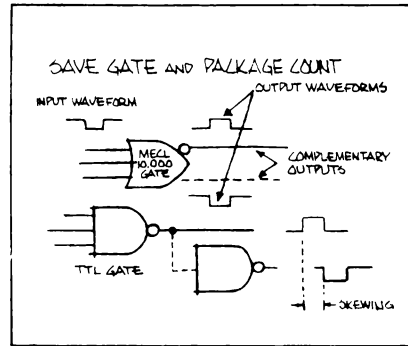 SAVE GATE AND PACKAGE COUNT
OUTPUT WAVEFORMS
INPUT WAVEFORM
MECL
10,000
GATE
COMPLEMENTARY
OUTPUTS
TTL GATE
SKEWING